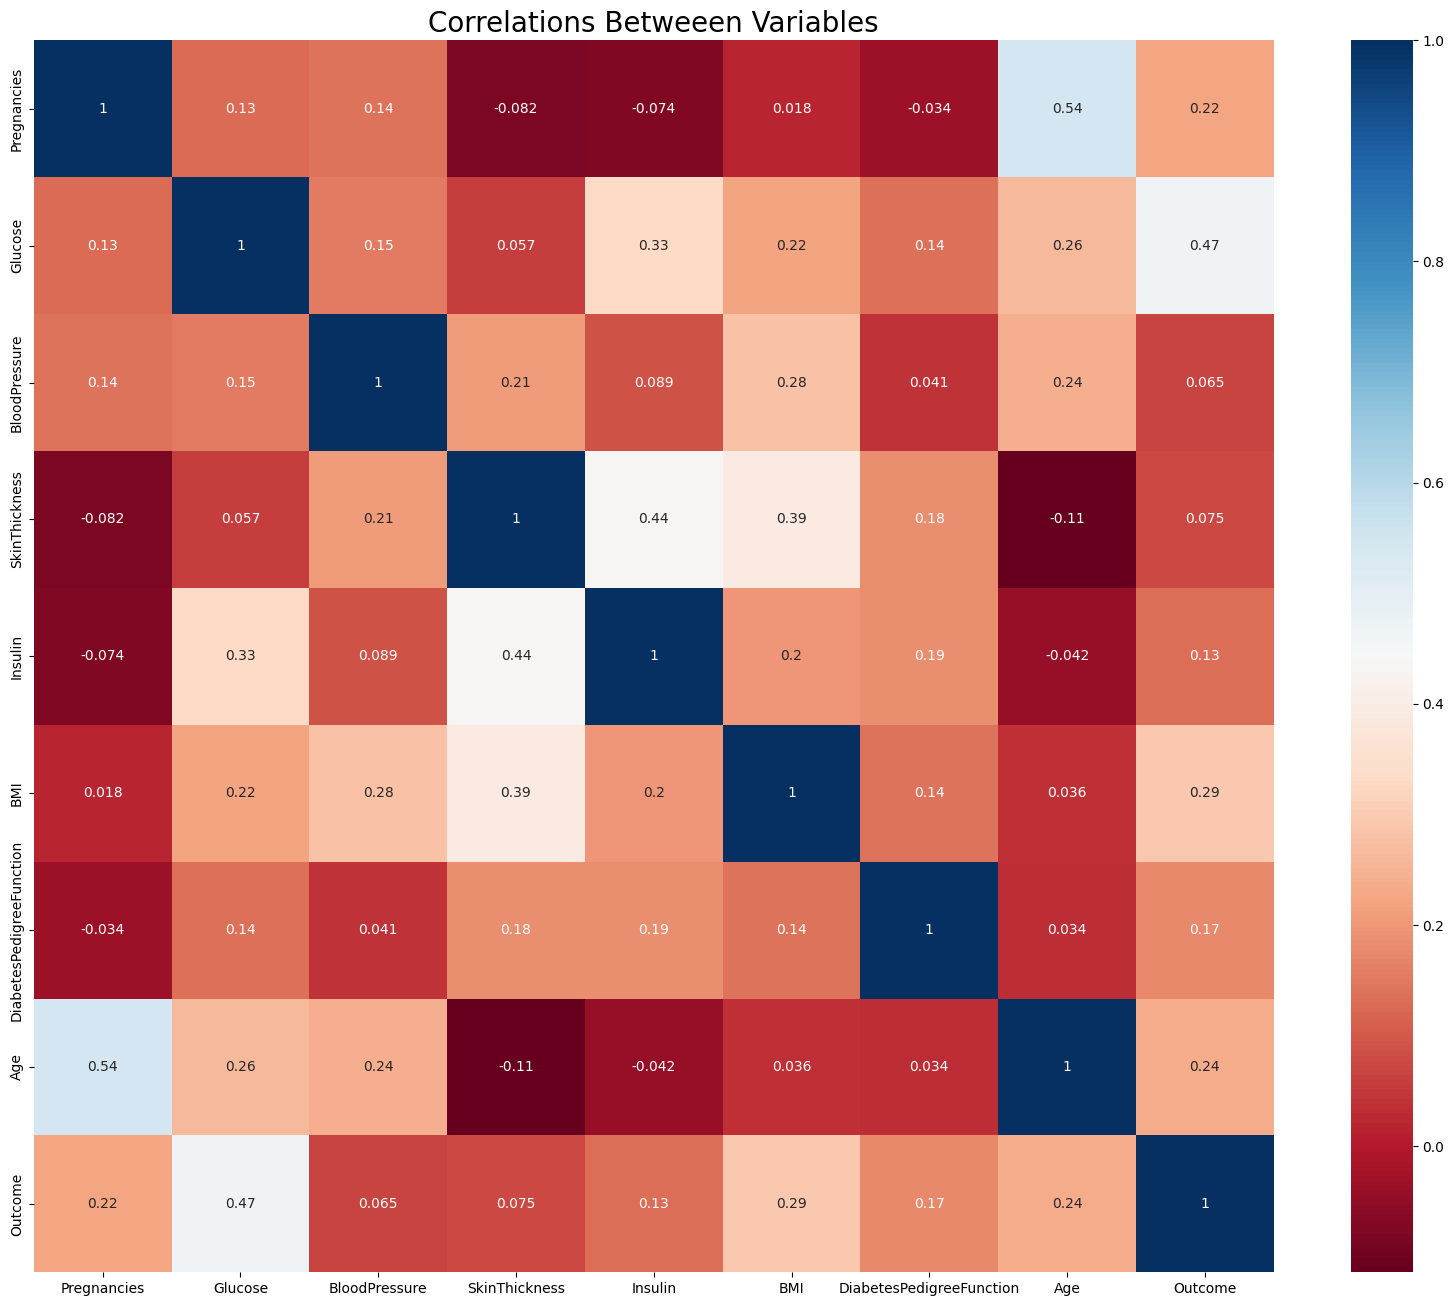 Correlations Betweeen Variables
Pregnancies 1 0.13 0.14 -0.082 -0.074 0.018 -0.034 0.54 0.22
Glucose 0.13 1 0.15 0.057 0.33 0.22 0.14 0.26 0.47
BloodPressure 0.14 0.15 1 0.21 0.089 0.28 0.041 0.24 0.065
SkinThickness -0.082 0.057 0.21 1 0.44 0.39 0.18 -0.11 0.075
Insulin -0.074 0.33 0.089 0.44 1 0.2 0.19 -0.042 0.13
BMI 0.018 0.22 0.28 0.39 0.2 1 0.14 0.036 0.29
DiabetesPedigreeFunction -0.034 0.14 0.041 0.18 0.19 0.14 1 0.034 0.17
Age 0.54 0.26 0.24 -0.11 -0.042 0.036 0.034 1 0.24
Outcome 0.22 0.47 0.065 0.075 0.13 0.29 0.17 0.24 1
Pregnancies Glucose BloodPressure SkinThickness Insulin BMI DiabetesPedigreeFunction Age Outcome
1.0
0.8
0.6
0.4
0.2
0.0